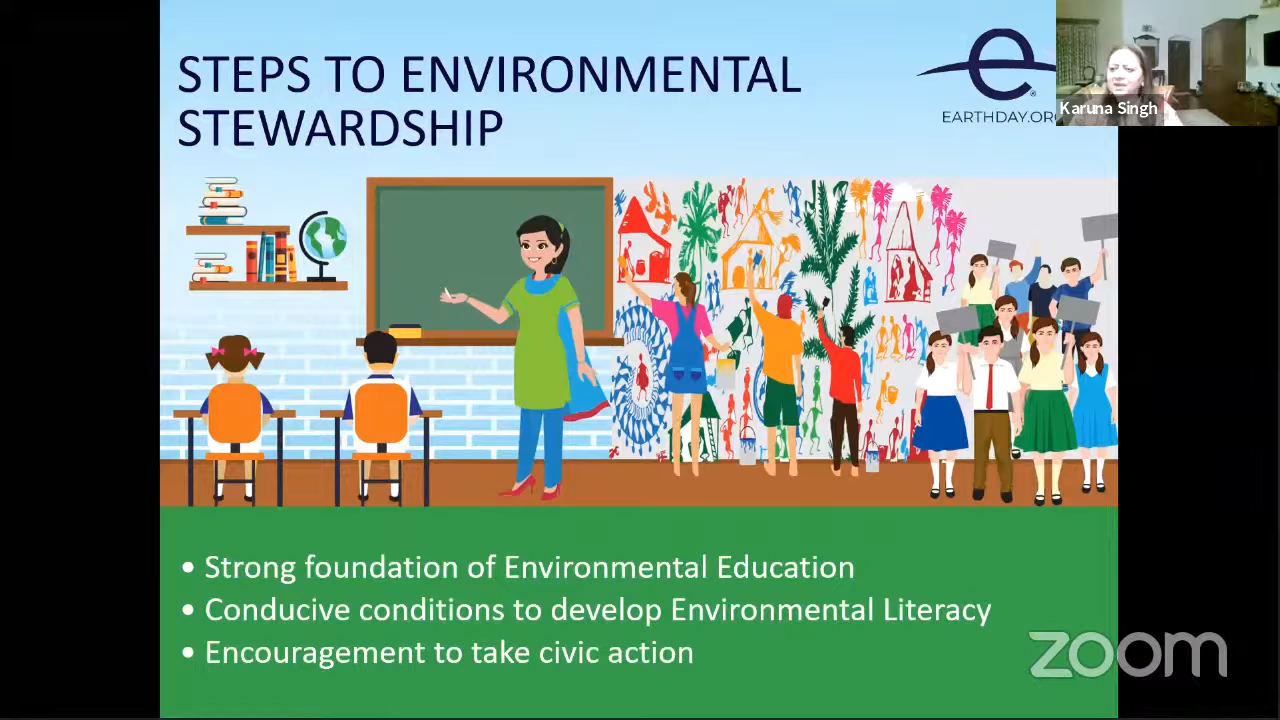 STEPS TO ENVIRONMENTAL
STEWARDSHIP
e
®
EARTHDAY.ORG
Karuna Singh
• Strong foundation of Environmental Education
• Conducive conditions to develop Environmental Literacy
• Encouragement to take civic action
zoom